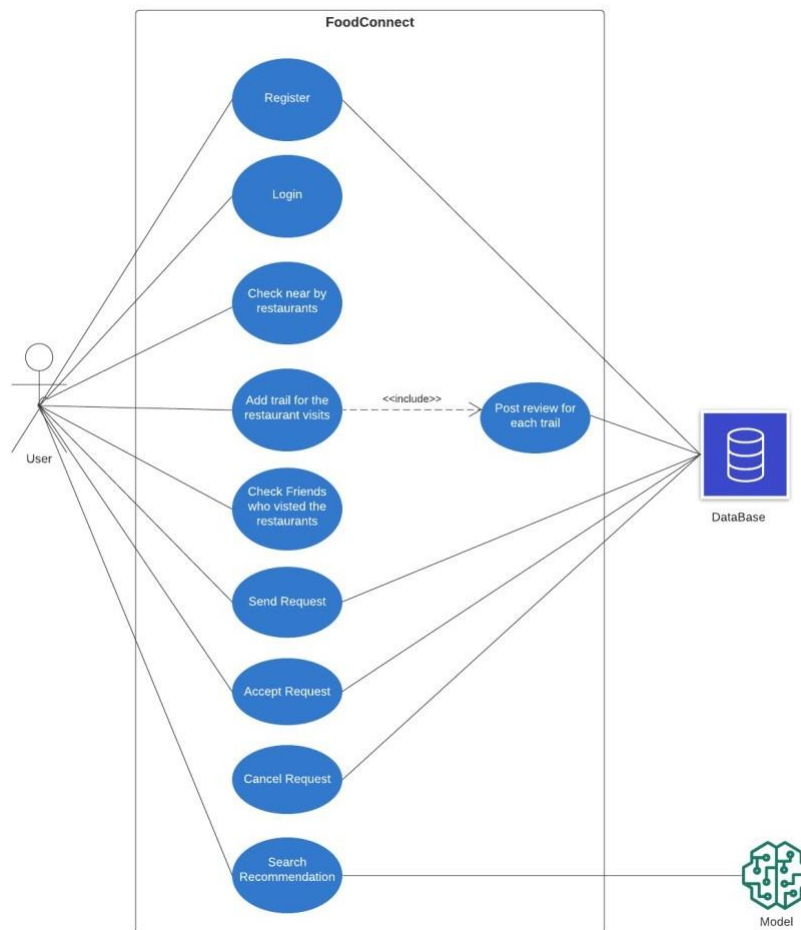 FoodConnect
Register
Login
Check near by
restaurants
Add trail for the
restaurant visits
<<include>>
Post review for
each trail
User
Check Friends
who visted the
restaurants
DataBase
Send Request
Accept Request
Cancel Request
Search
Recommendation
Model